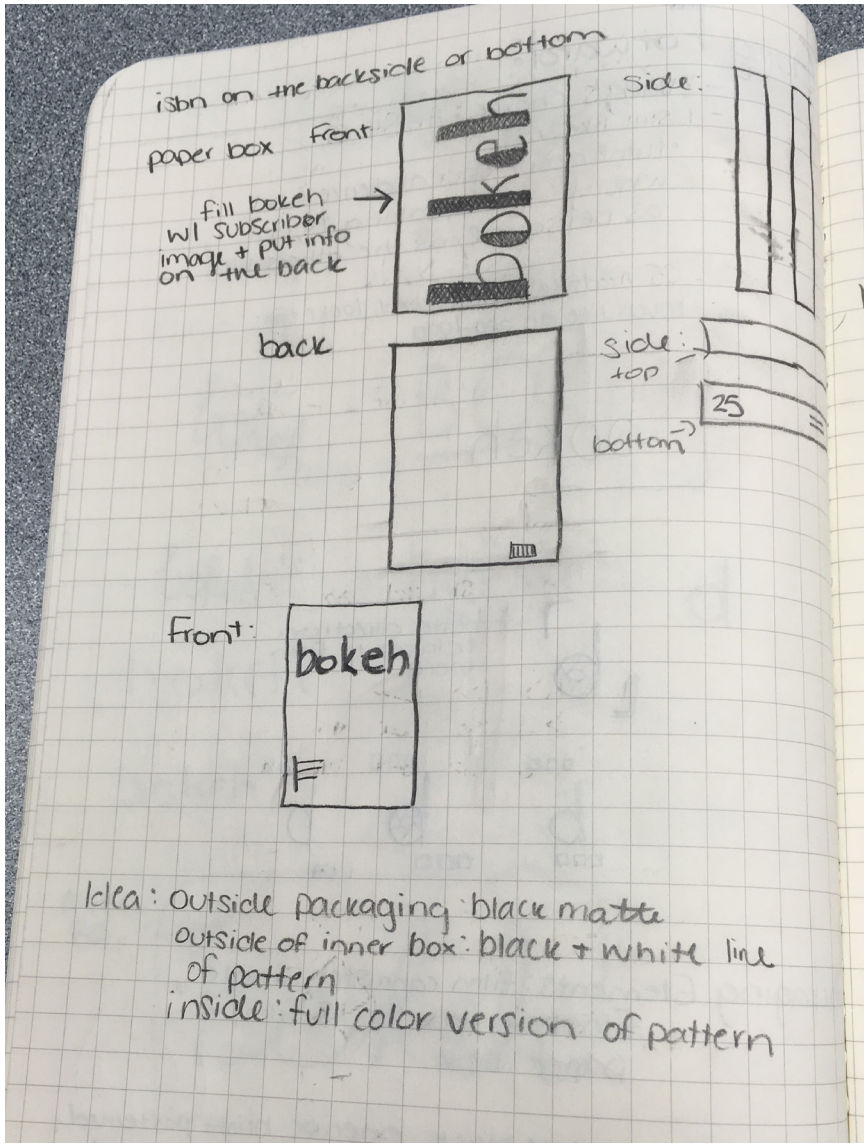 isbn on the backside or bottom
side:
paper box front
bokeh
fill bokeh
w/ subscriber
image + put info
on the back
back
side:
top
25
bottom
Front:
bokeh
Idea: outside packaging: black matte
outside of inner box: black + white line
of pattern
inside: full color version of pattern